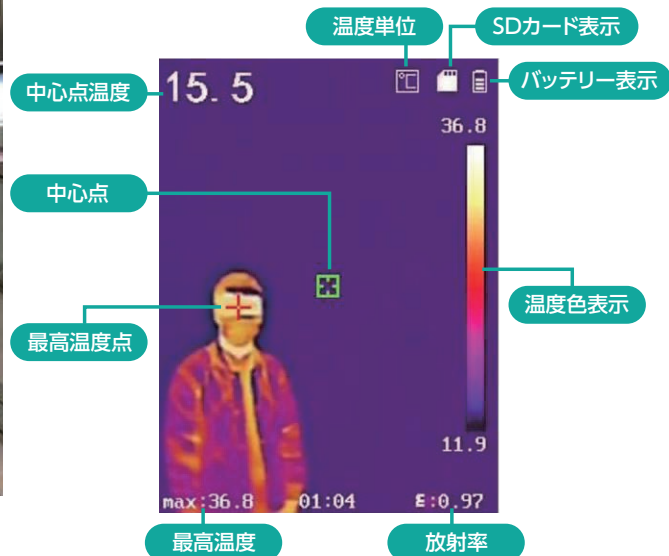 温度単位
SDカード表示
中心点温度
15.5
℃
バッテリー表示
36.8
中心点
温度色表示
最高温度点
11.9
max:36.8
01:04
ε:0.97
最高温度
放射率